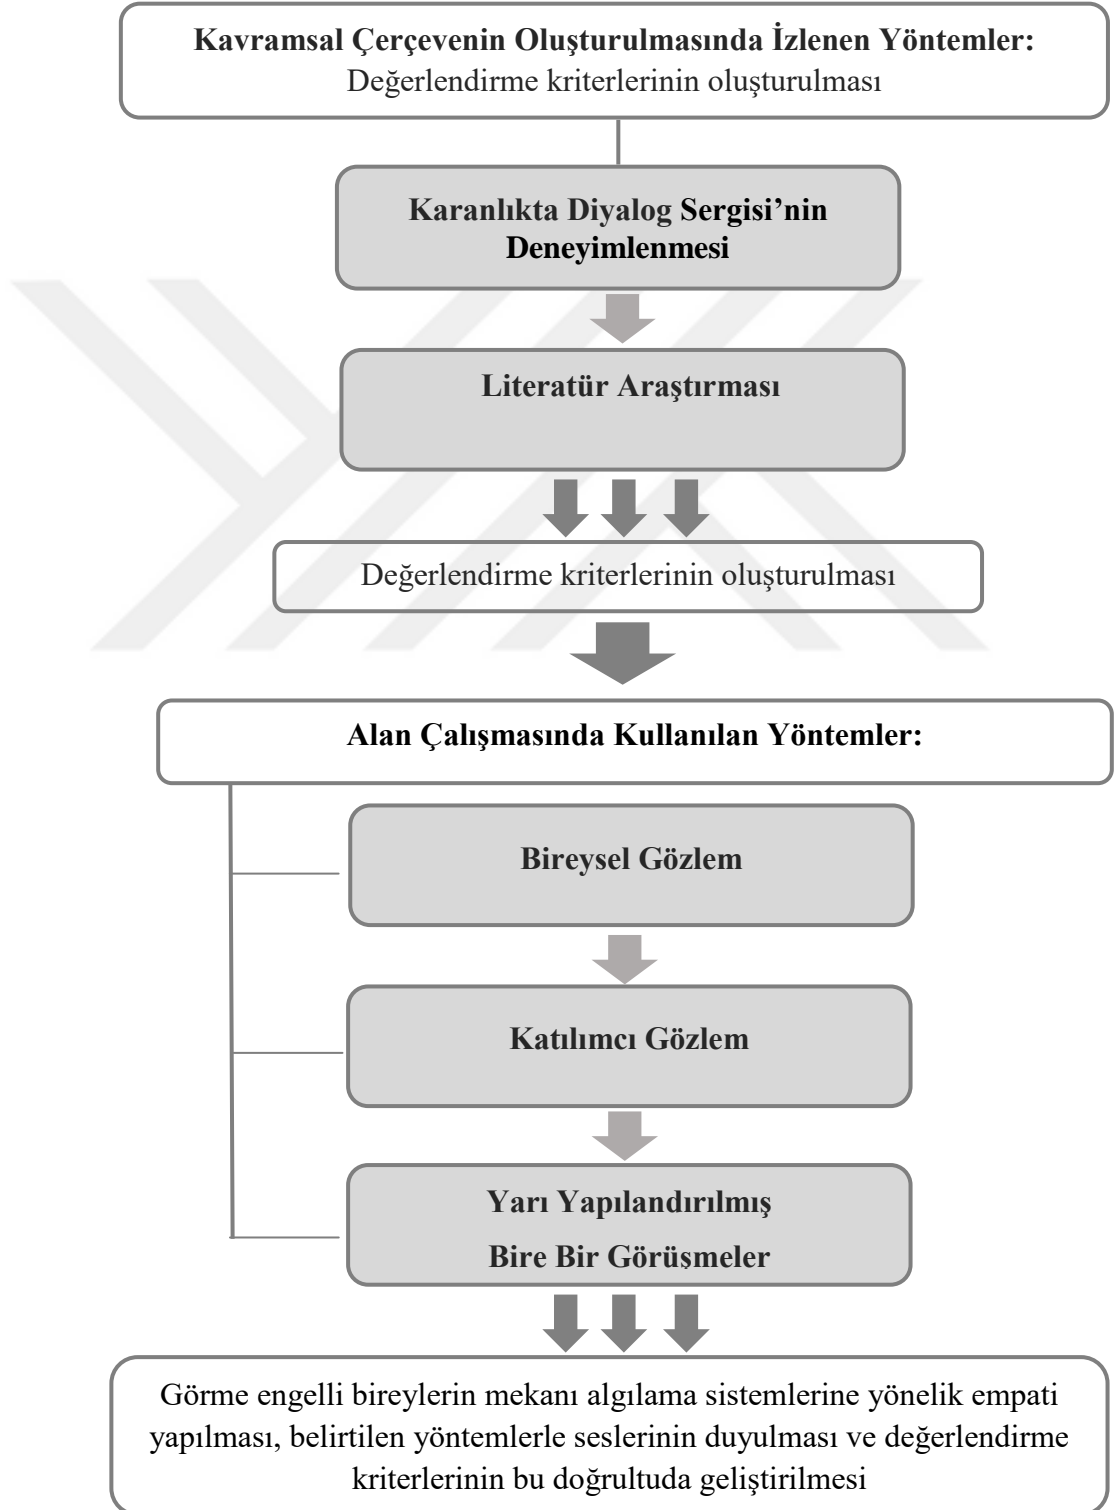 Kavramsal Çerçevenin Oluşturulmasında İzlenen Yöntemler:
Değerlendirme kriterlerinin oluşturulması
Karanlıkta Diyalog Sergisi’nin
Deneyimlenmesi
Literatür Araştırması
Değerlendirme kriterlerinin oluşturulması
Alan Çalışmasında Kullanılan Yöntemler:
Bireysel Gözlem
Katılımcı Gözlem
Yarı Yapılandırılmış
Bire Bir Görüşmeler
Görme engelli bireylerin mekanı algılama sistemlerine yönelik empati
yapılması, belirtilen yöntemlerle seslerinin duyulması ve değerlendirme
kriterlerinin bu doğrultuda geliştirilmesi